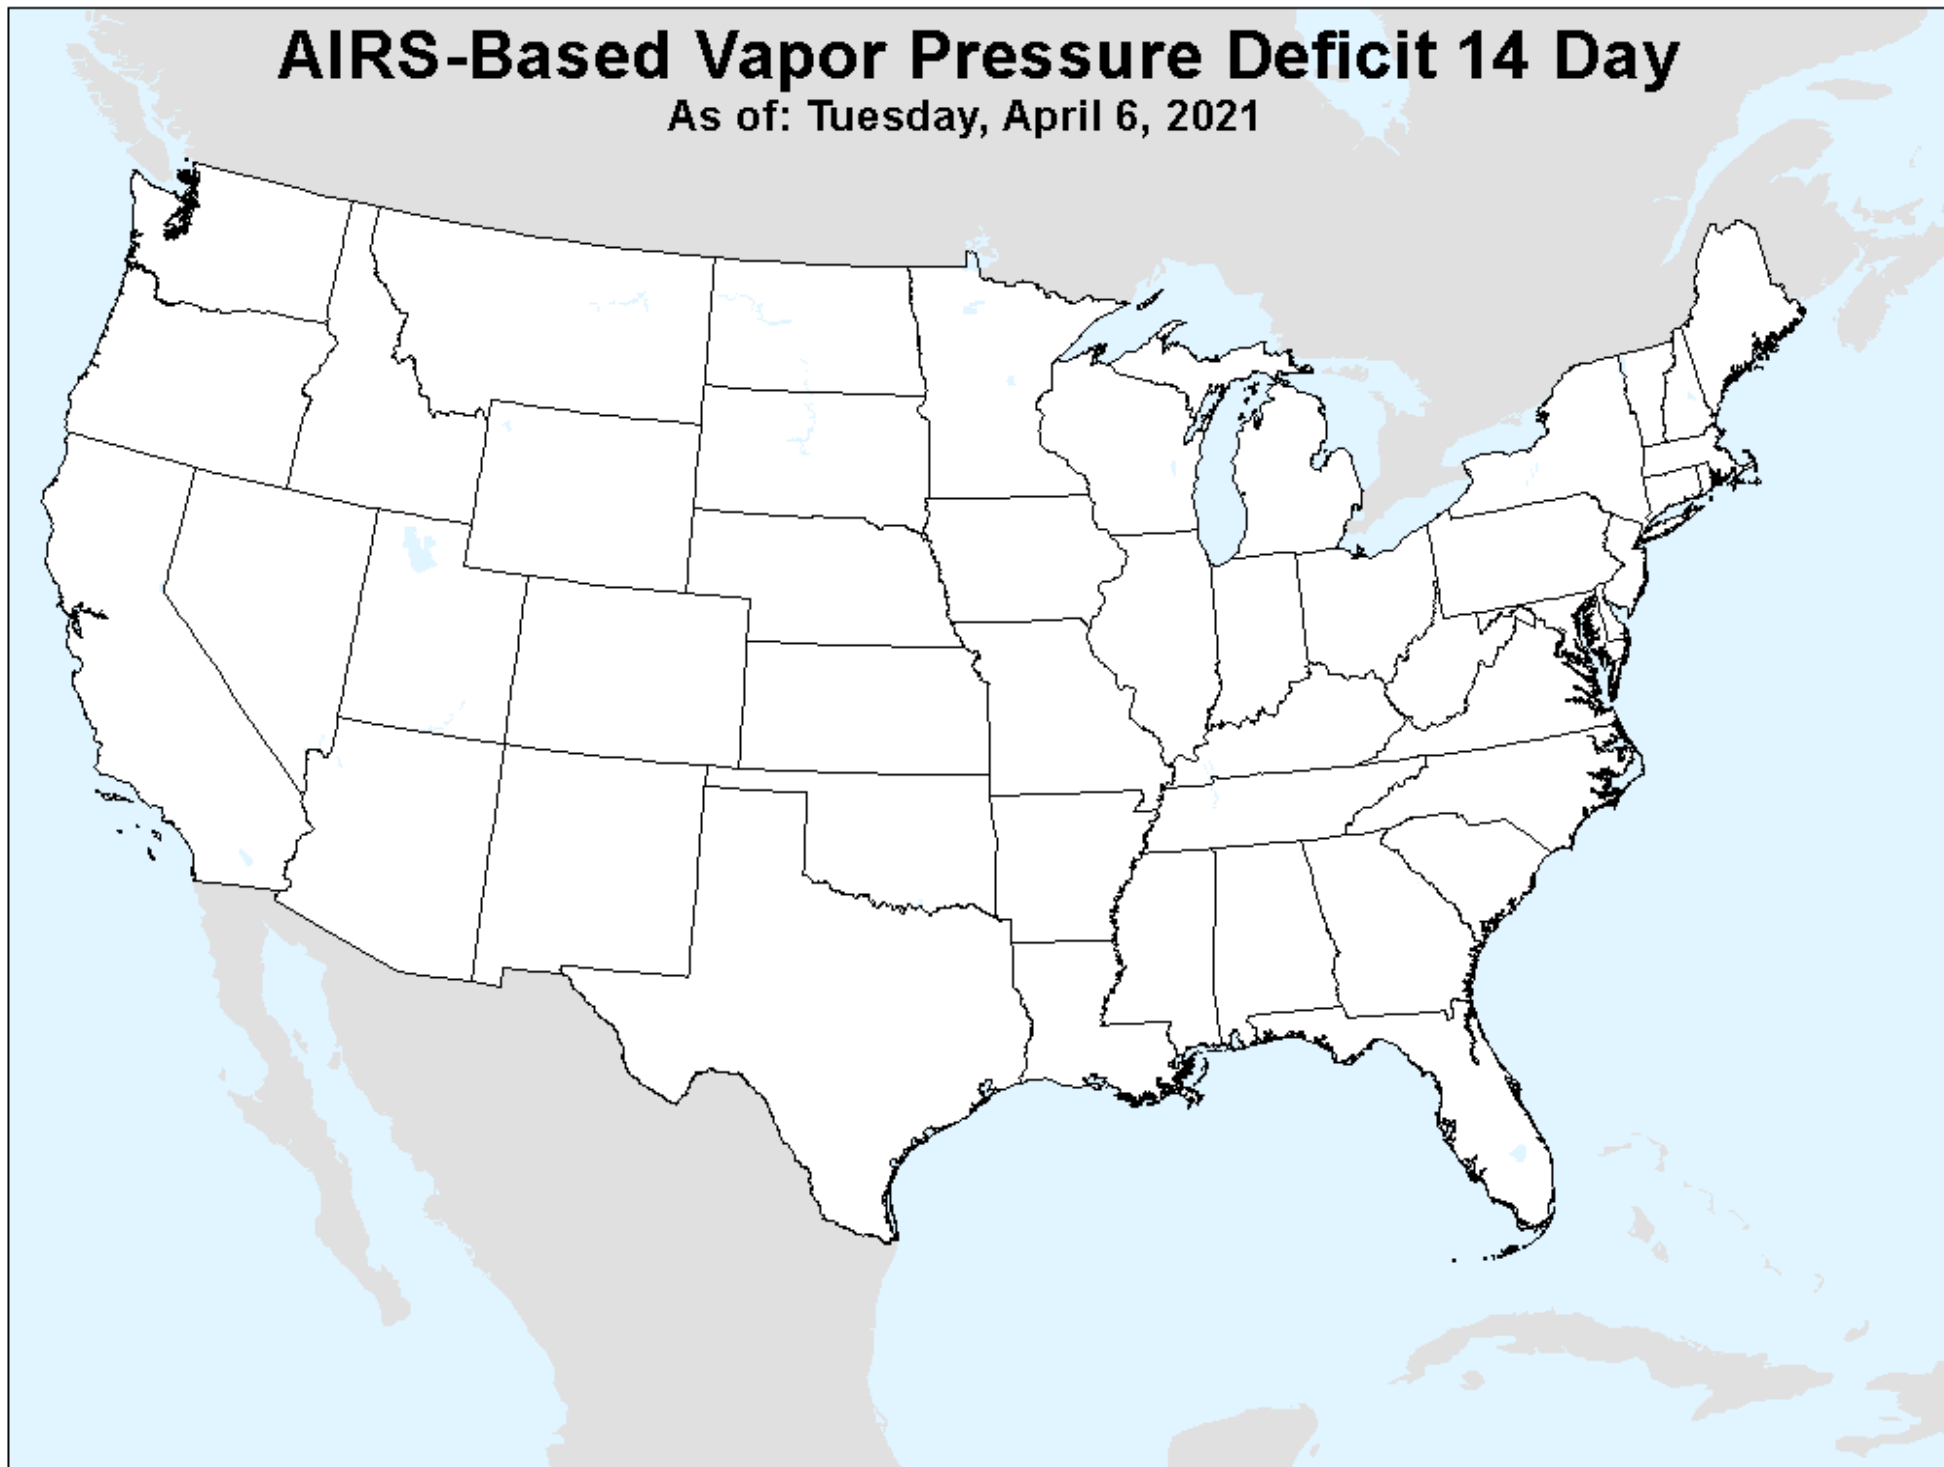 AIRS-Based Vapor Pressure Deficit 14 Day
As of: Tuesday, April 6, 2021